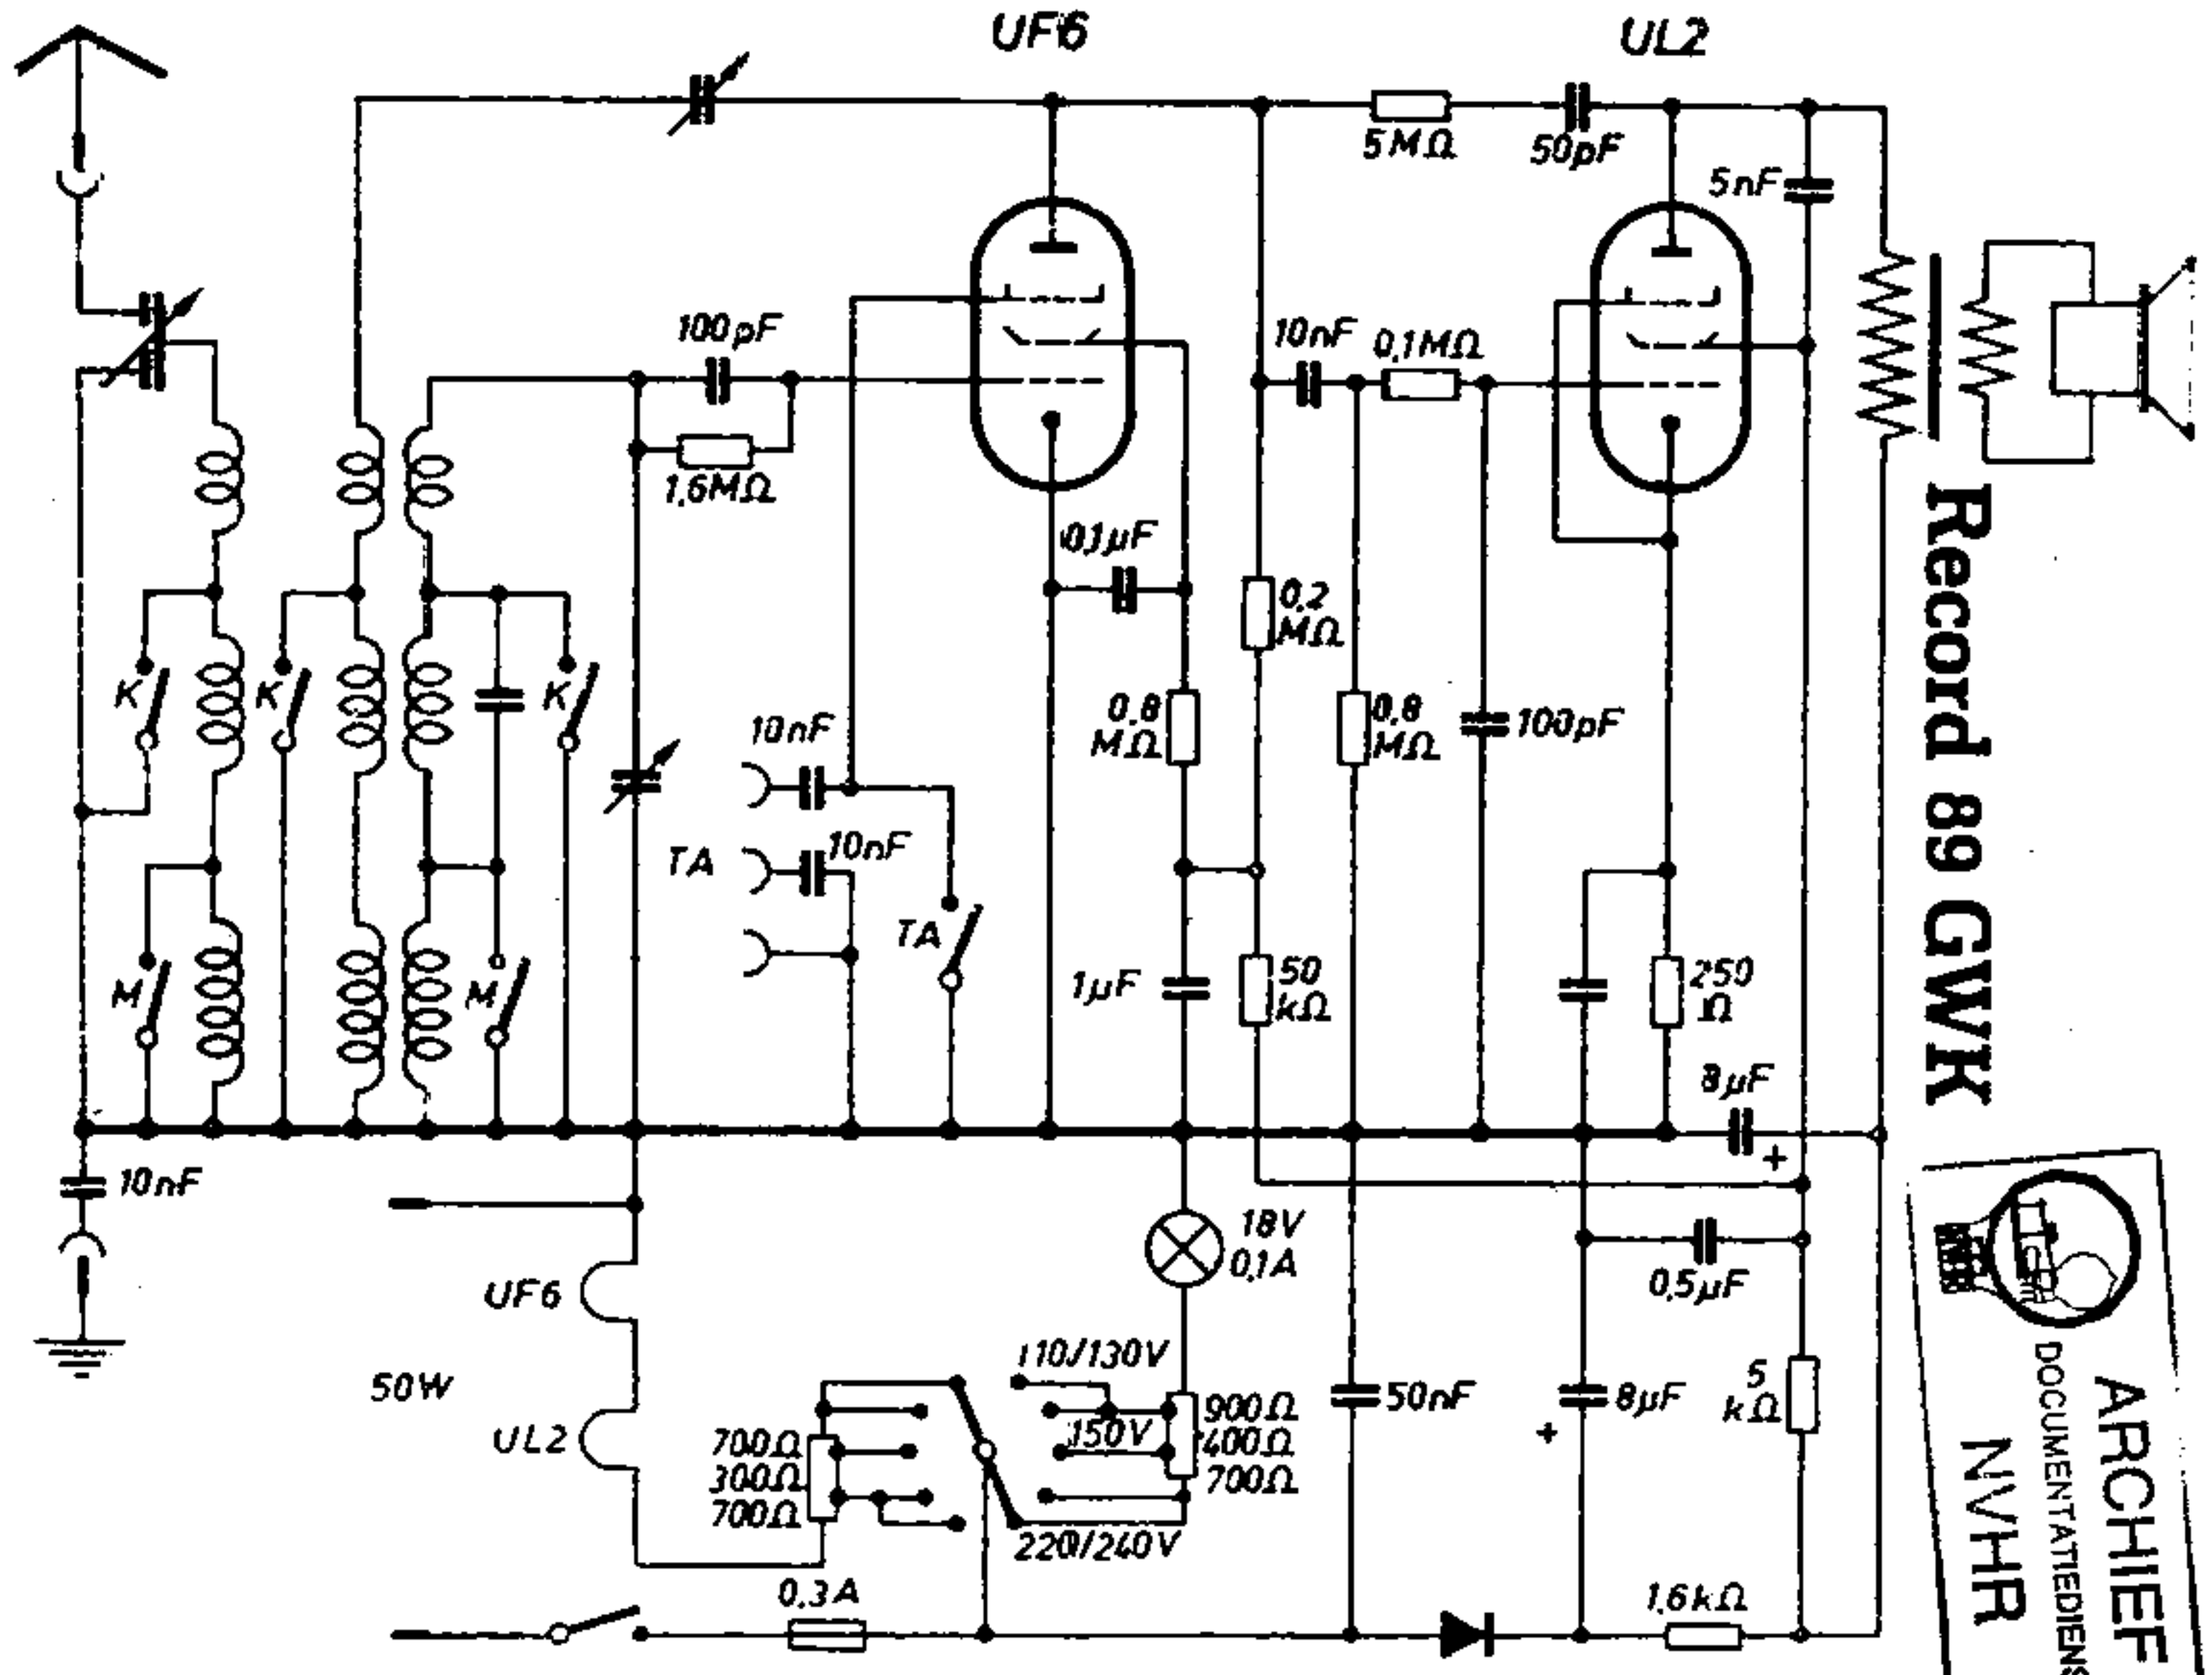 UF6
UL2
5MΩ
50pF
5nF
100pF
10nF
0,1MΩ
1,6MΩ
0,1µF
0,2
MΩ
K
K
K
0,8
MΩ
0,8
MΩ
100pF
10nF
TA
10nF
TA
M
M
1µF
50
kΩ
250
Ω
8µF
+
10nF
18V
0,1A
UF6
0,5µF
50W
110/130V
UL2
700Ω
300Ω
700Ω
150V
900Ω
400Ω
700Ω
50nF
8µF
+
5
kΩ
220/240V
0,3A
1,6kΩ
Record 89 GWK
ARCHIEF
DOCUMENTATIEDIENS
NVHR